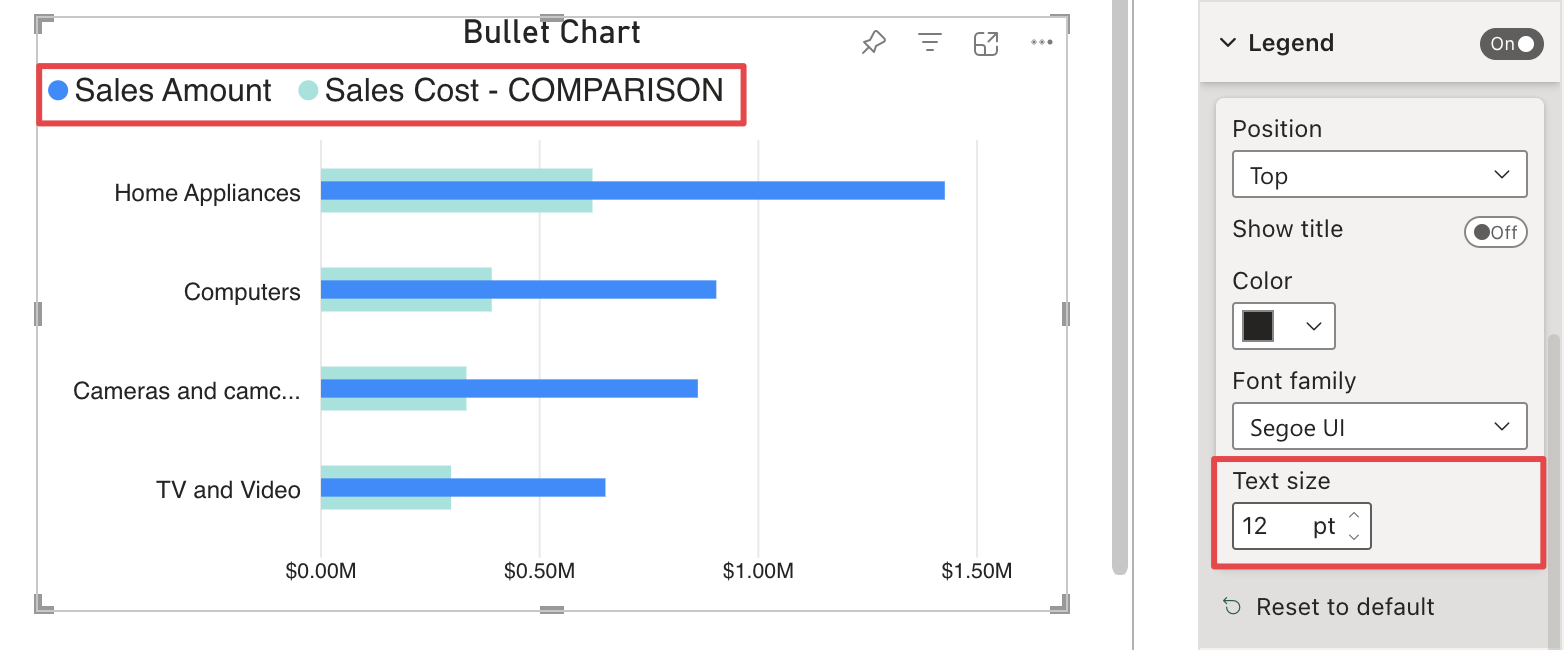 Bullet Chart
Sales Amount Sales Cost - COMPARISON
Home Appliances
Computers
Cameras and camc...
TV and Video
$0.00M $0.50M $1.00M $1.50M
Legend On
Position
Top
Show title Off
Color
Font family
Segoe UI
Text size
12 pt
Reset to default